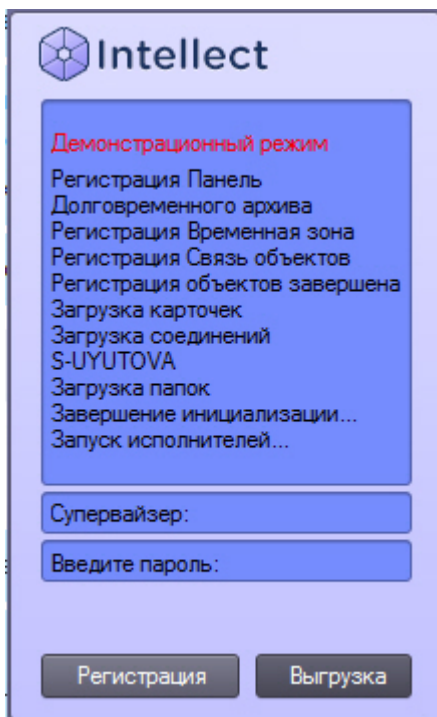 Intellect
Демонстрационный режим
Регистрация Панель
Долговременного архива
Регистрация Временная зона
Регистрация Связь объектов
Регистрация объектов завершена
Загрузка карточек
Загрузка соединений
S-UYUTOVA
Загрузка папок
Завершение инициализации...
Запуск исполнителей...
Супервайзер:
Введите пароль:
Регистрация
Выгрузка